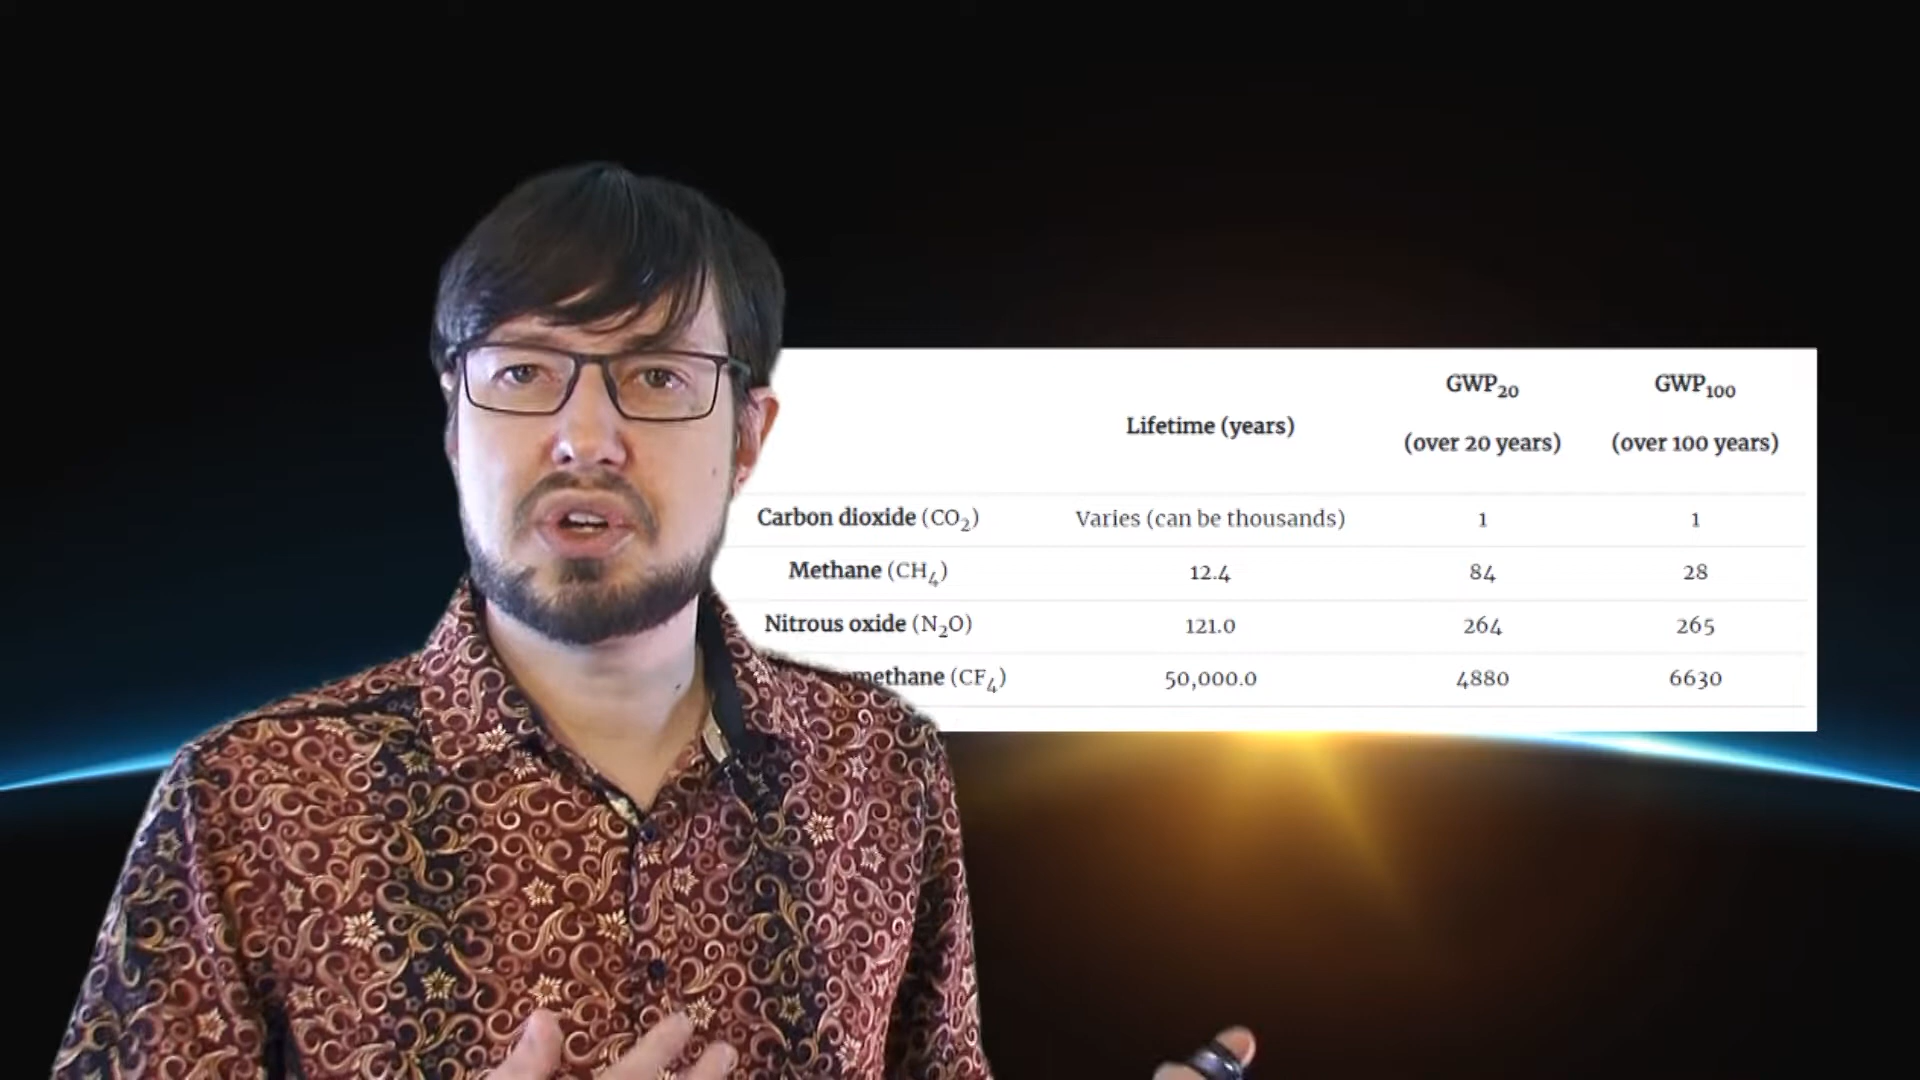 GWP20 GWP100
Lifetime (years)
(over 20 years) (over 100 years)
Carbon dioxide (CO2) Varies (can be thousands) 1 1
Methane (CH4) 12.4 84 28
Nitrous oxide (N2O) 121.0 264 265
methane (CF4) 50,000.0 4880 6630